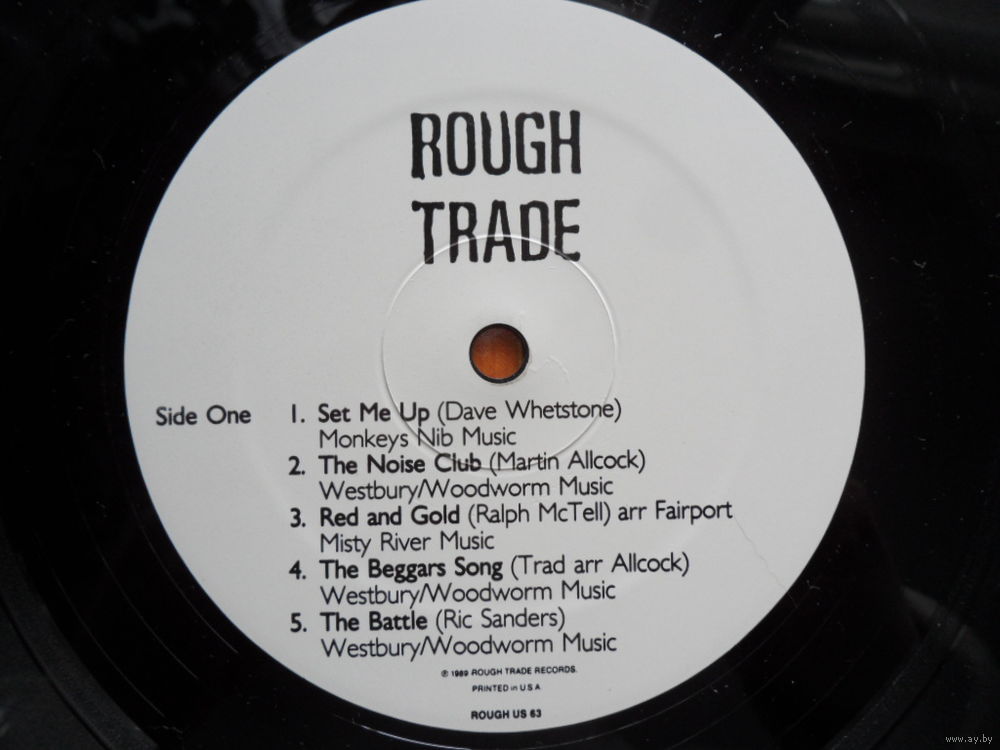 ROUGH
TRADE
Side One
1. Set Me Up (Dave Whetstone)
Monkeys Nib Music
2. The Noise Club (Martin Allcock)
Westbury/Woodworm Music
3. Red and Gold (Ralph McTell) arr Fairport
Misty River Music
4. The Beggars Song (Trad arr Allcock)
Westbury/Woodworm Music
5. The Battle (Ric Sanders)
Westbury/Woodworm Music
℗ 1989 ROUGH TRADE RECORDS.
PRINTED in U S A
ROUGH US 63
www.ay.by